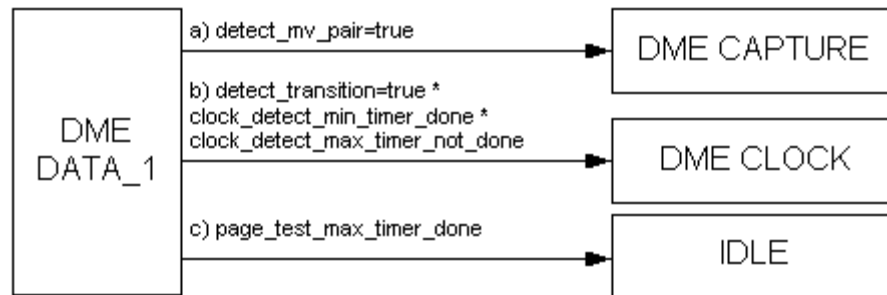 a) detect_mv_pair=true
DME CAPTURE
b) detect_transition=true *
clock_detect_min_timer_done *
clock_detect_max_timer_not_done
DME
DATA_1
DME CLOCK
c) page_test_max_timer_done
IDLE